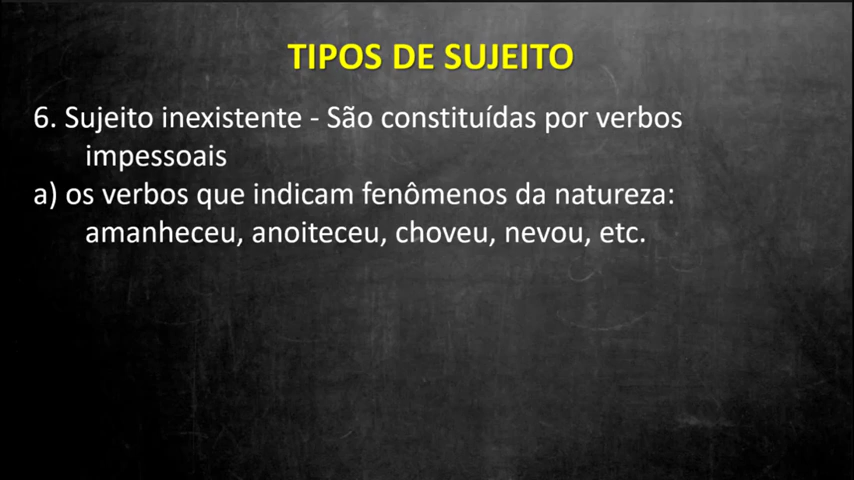 TIPOS DE SUJEITO
6. Sujeito inexistente - São constituídas por verbos
impessoais
a) os verbos que indicam fenômenos da natureza:
amanheceu, anoiteceu, choveu, nevou, etc.